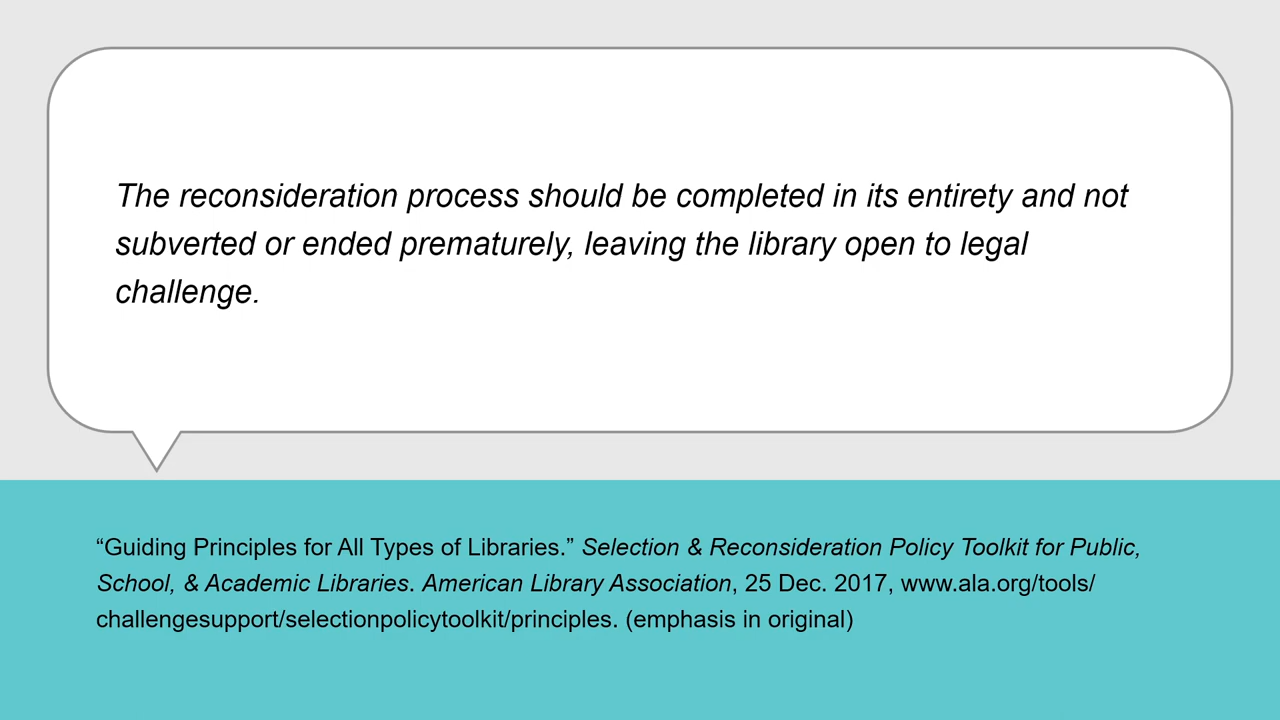 The reconsideration process should be completed in its entirety and not
subverted or ended prematurely, leaving the library open to legal
challenge.
“Guiding Principles for All Types of Libraries.” Selection & Reconsideration Policy Toolkit for Public,
School, & Academic Libraries. American Library Association, 25 Dec. 2017, www.ala.org/tools/
challengesupport/selectionpolicytoolkit/principles. (emphasis in original)